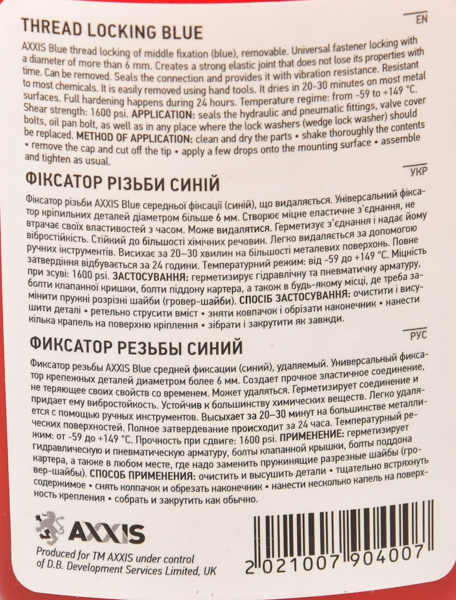 EN
THREAD LOCKING BLUE
AXXIS Blue thread locking of middle fixation (blue), removable. Universal fastener locking with
a diameter of more than 6 mm. Creates a strong elastic joint that does not lose its properties with
time. Can be removed. Seals the connection and provides it with vibration resistance. Resistant
to most chemicals. It is easily removed using hand tools. It dries in 20-30 minutes on most metal
surfaces. Full hardening happens during 24 hours. Temperature regime: from -59 to +149 °C.
Shear strength: 1600 psi. APPLICATION: seals the hydraulic and pneumatic fittings, valve cover
bolts, oil pan bolt, as well as in any place where the lock washers (wedge lock washer) should
be replaced. METHOD OF APPLICATION: clean and dry the parts • shake thoroughly the contents
• remove the cap and cut off the tip • apply a few drops onto the mounting surface • assemble
and tighten as usual.
УКР
ФІКСАТОР РІЗЬБИ СИНІЙ
Фіксатор різьби AXXIS Blue середньої фіксації (синій), що видаляється. Універсальний фікса-
тор кріпильних деталей діаметром більше 6 мм. Створює міцне еластичне з'єднання, не
втрачає своїх властивостей з часом. Може видалятися. Герметизує з'єднання і надає йому
вібростійкість. Стійкий до більшості хімічних речовин. Легко видаляється за допомогою
ручних інструментів. Висихає за 20-30 хвилин на більшості металевих поверхонь. Повне
затвердіння відбувається за 24 години. Температурний режим: від -59 до +149 °C. Міцність
при зсуві: 1600 psi. ЗАСТОСУВАННЯ: герметизує гідравлічну та пневматичну арматуру,
болти клапанної кришки, болти піддону картера, а також в будь-якому місці, де треба за-
мінити пружні розрізні шайби (гровер-шайби). СПОСІБ ЗАСТОСУВАННЯ: очистити і вису-
шити деталі • ретельно струсити вміст • зняти ковпачок і обрізати наконечник • нанести
кілька крапель на поверхню кріплення • зібрати і закрутити як завжди.
РУС
ФИКСАТОР РЕЗЬБЫ СИНИЙ
Фиксатор резьбы AXXIS Blue средней фиксации (синий), удаляемый. Универсальный фикса-
тор крепежных деталей диаметром более 6 мм. Создает прочное эластичное соединение,
не теряющее своих свойств со временем. Может удаляться. Герметизирует соединение и
придает ему вибростойкость. Устойчив к большинству химических веществ. Легко удаля-
ется с помощью ручных инструментов. Высыхает за 20-30 минут на большинстве металли-
ческих поверхностей. Полное затвердевание происходит за 24 часа. Температурный ре-
жим: от -59 до +149 °C. Прочность при сдвиге: 1600 psi. ПРИМЕНЕНИЕ: герметизирует
гидравлическую и пневматическую арматуру, болты клапанной крышки, болты поддона
картера, а также в любом месте, где надо заменить пружинящие разрезные шайбы (гро-
вер-шайбы). СПОСОБ ПРИМЕНЕНИЯ: очистить и высушить детали • тщательно встряхнуть
содержимое • снять колпачок и обрезать наконечник • нанести несколько капель на поверх-
ность крепления • собрать и закрутить как обычно.
AXXIS
Produced for TM AXXIS under control
of D.B. Development Services Limited, UK
2 021007 904007